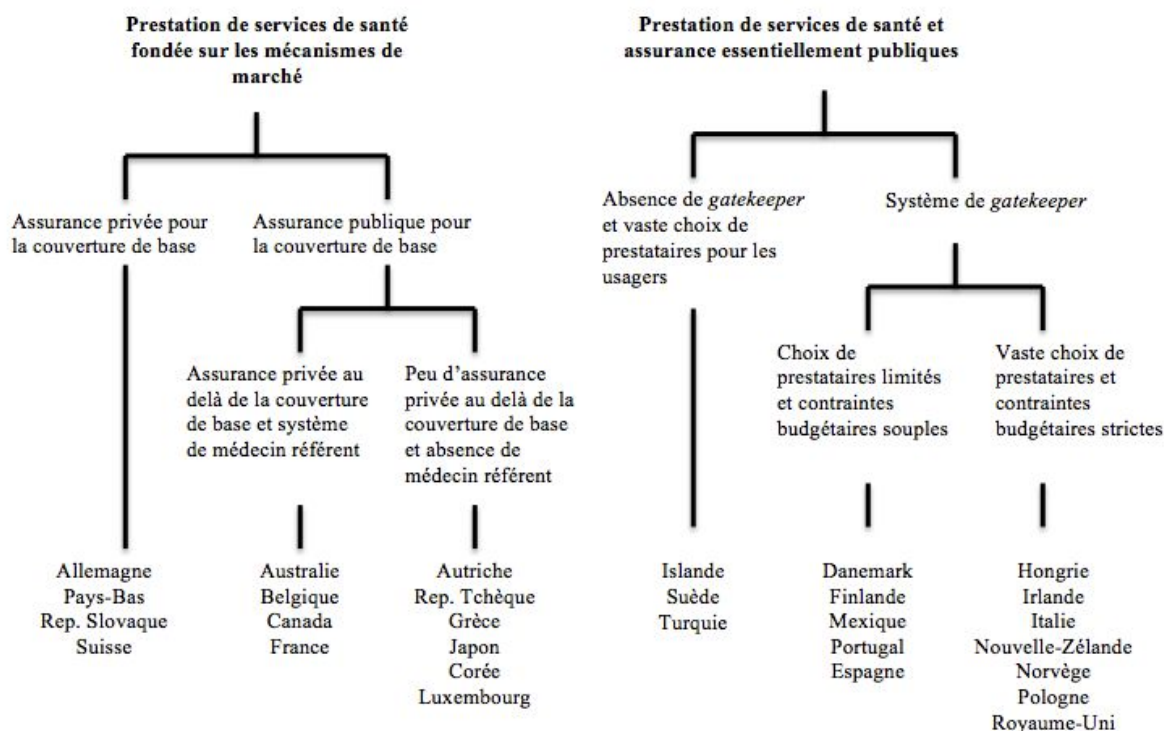 Prestation de services de santé
fondée sur les mécanismes de
marché
Prestation de services de santé et
assurance essentiellement publiques
Assurance privée pour
la couverture de base
Assurance publique pour
la couverture de base
Absence de gatekeeper
et vaste choix de
prestataires pour les
usagers
Système de gatekeeper
Assurance privée au
delà de la couverture
de base et système
de médecin référent
Peu d'assurance
privée au delà de la
couverture de base
et absence de
médecin référent
Choix de
prestataires limités
et contraintes
budgétaires souples
Vaste choix de
prestataires et
contraintes
budgétaires strictes
Allemagne
Pays-Bas
Rep. Slovaque
Suisse
Australie
Belgique
Canada
France
Autriche
Rep. Tchèque
Grèce
Japon
Corée
Luxembourg
Islande
Suède
Turquie
Danemark
Finlande
Mexique
Portugal
Espagne
Hongrie
Irlande
Italie
Nouvelle-Zélande
Norvège
Pologne
Royaume-Uni